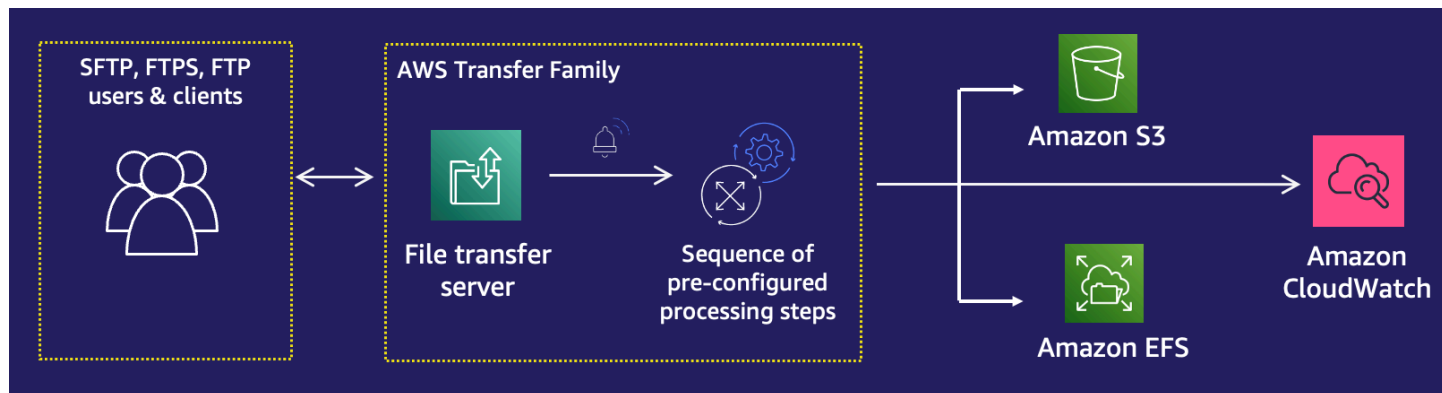 SFTP, FTPS, FTP
users & clients
AWS Transfer Family
File transfer
server
Sequence of
pre-configured
processing steps
Amazon S3
Amazon EFS
Amazon
CloudWatch